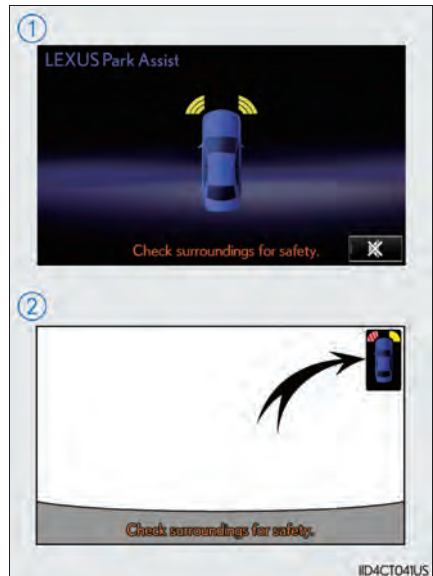 1
LEXUS Park Assist
Check surroundings for safety.
2
Check surroundings for safety.
IID4CT041US